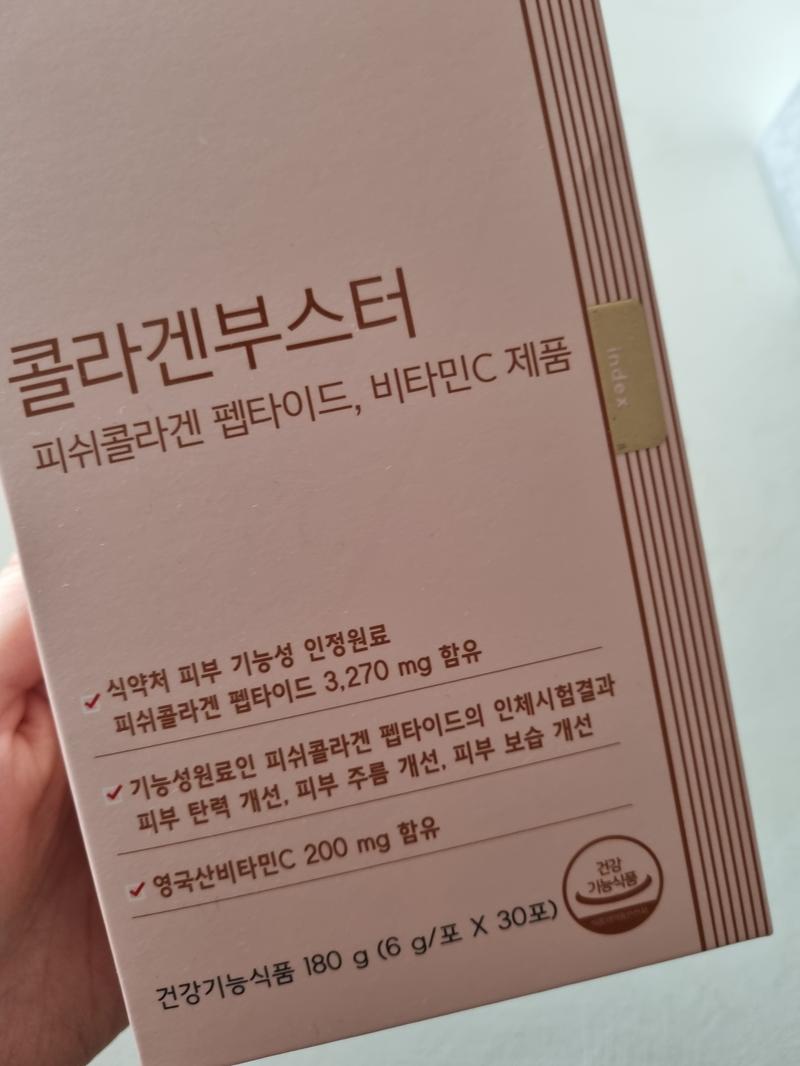 콜라겐부스터
피쉬콜라겐 펩타이드, 비타민C 제품
index
식약처 피부 기능성 인정원료
피쉬콜라겐 펩타이드 3,270 mg 함유
기능성원료인 피쉬콜라겐 펩타이드의 인체시험결과
피부 탄력 개선, 피부 주름 개선, 피부 보습 개선
영국산비타민C 200 mg 함유
건강
기능식품
건강기능식품 180 g (6 g/포 X 30포)